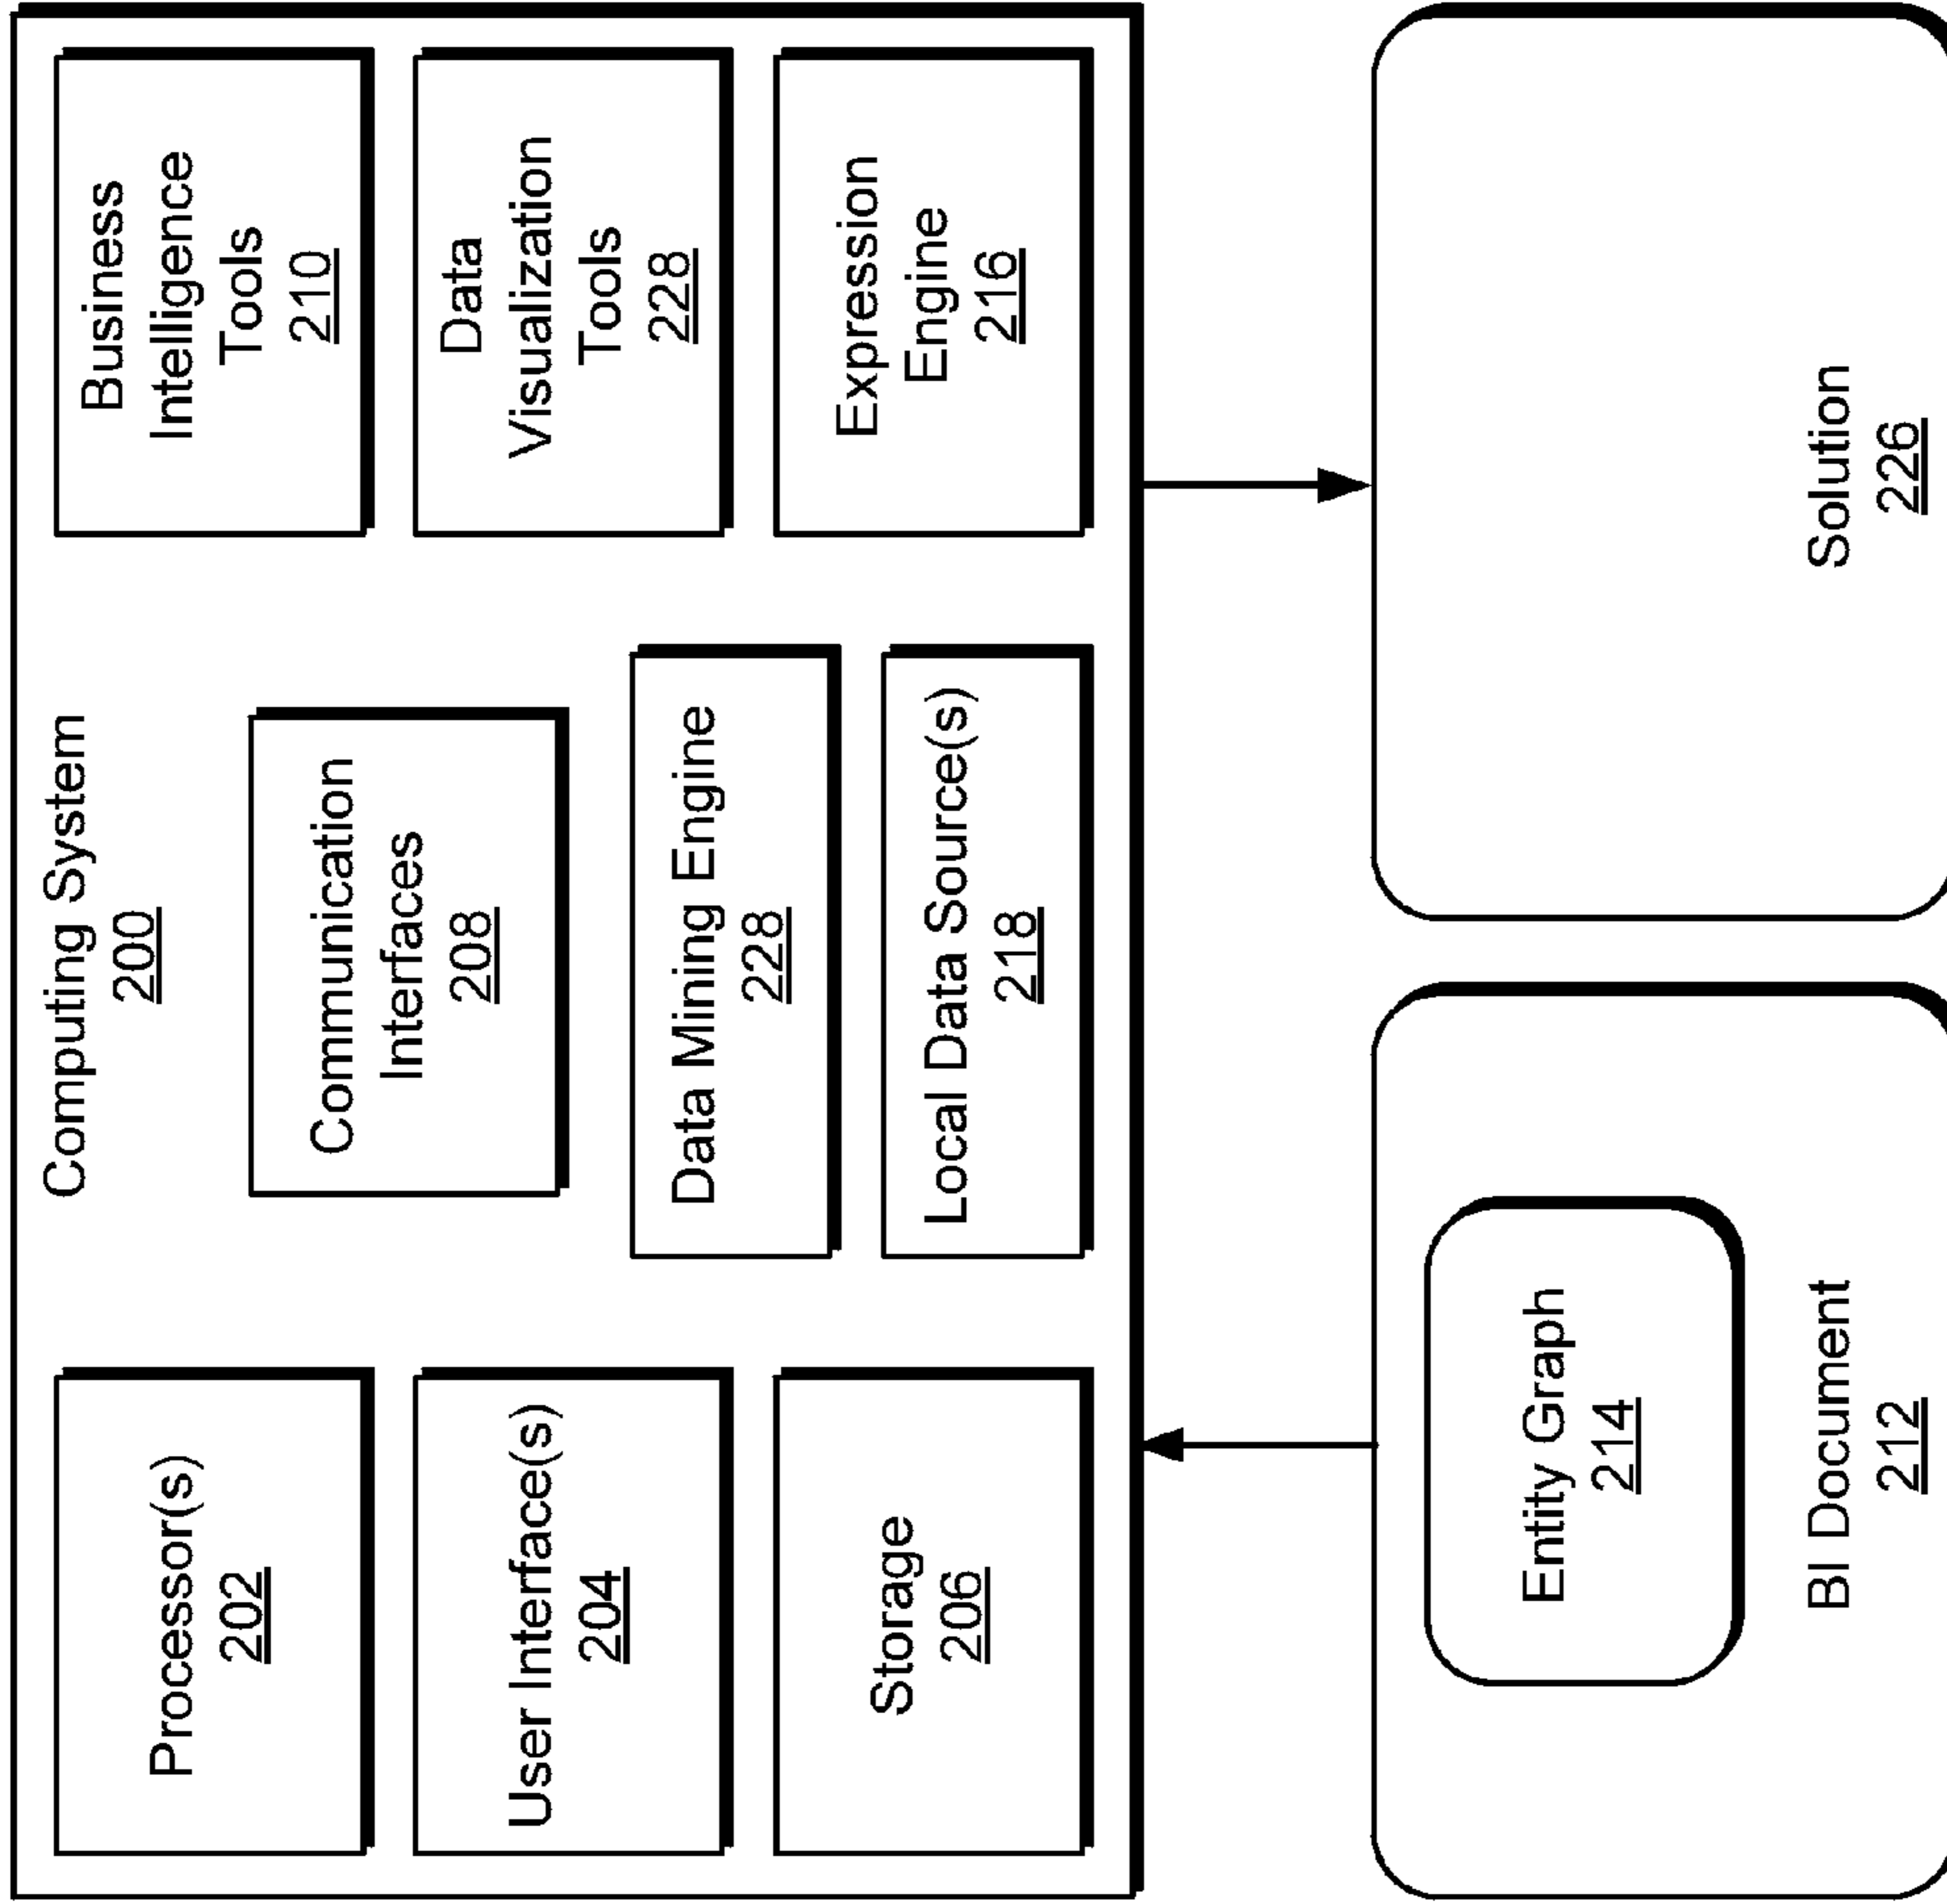 Computing System
200
Processor(s)
202
User Interface(s)
204
Storage
206
Communication
Interfaces
208
Data Mining Engine
228
Local Data Source(s)
218
Business
Intelligence
Tools
210
Data
Visualization
Tools
228
Expression
Engine
216
Entity Graph
214
BI Document
212
Solution
226